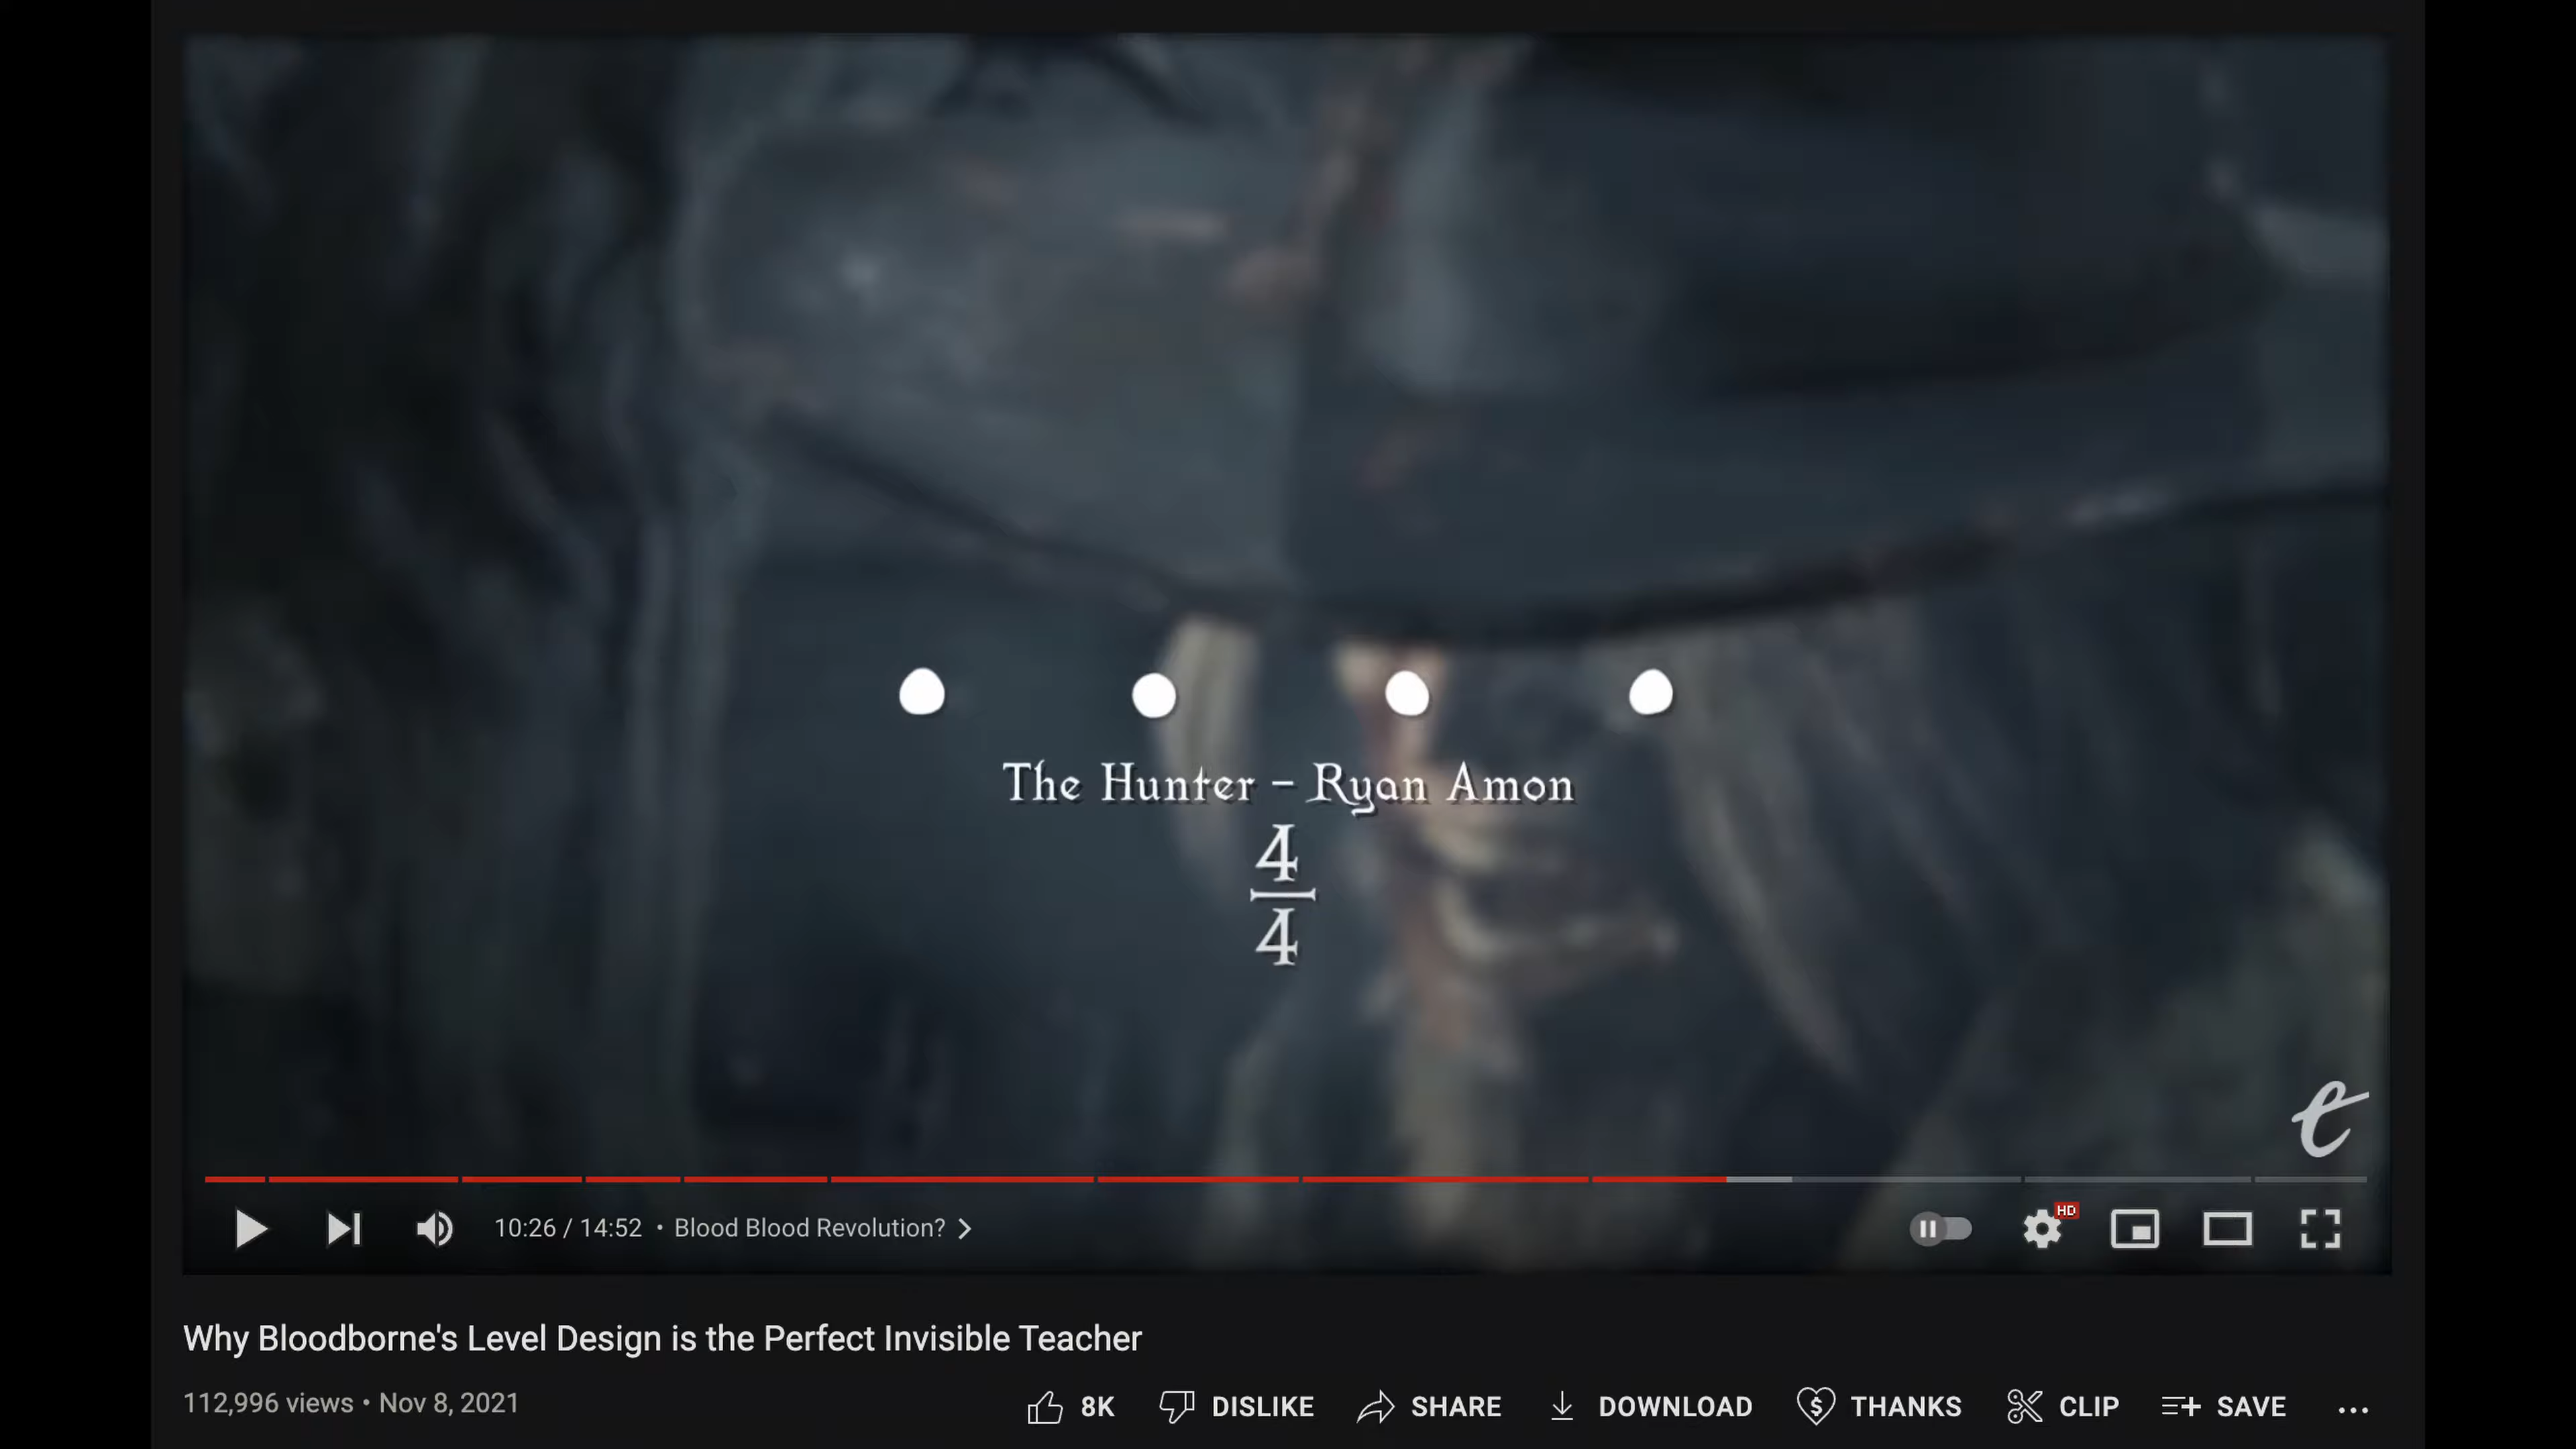 The Hunter – Ryan Amon
4
4
e
HD
10:26 / 14:52 • Blood Blood Revolution?
Why Bloodborne's Level Design is the Perfect Invisible Teacher
112,996 views • Nov 8, 2021
8K DISLIKE SHARE DOWNLOAD THANKS CLIP SAVE